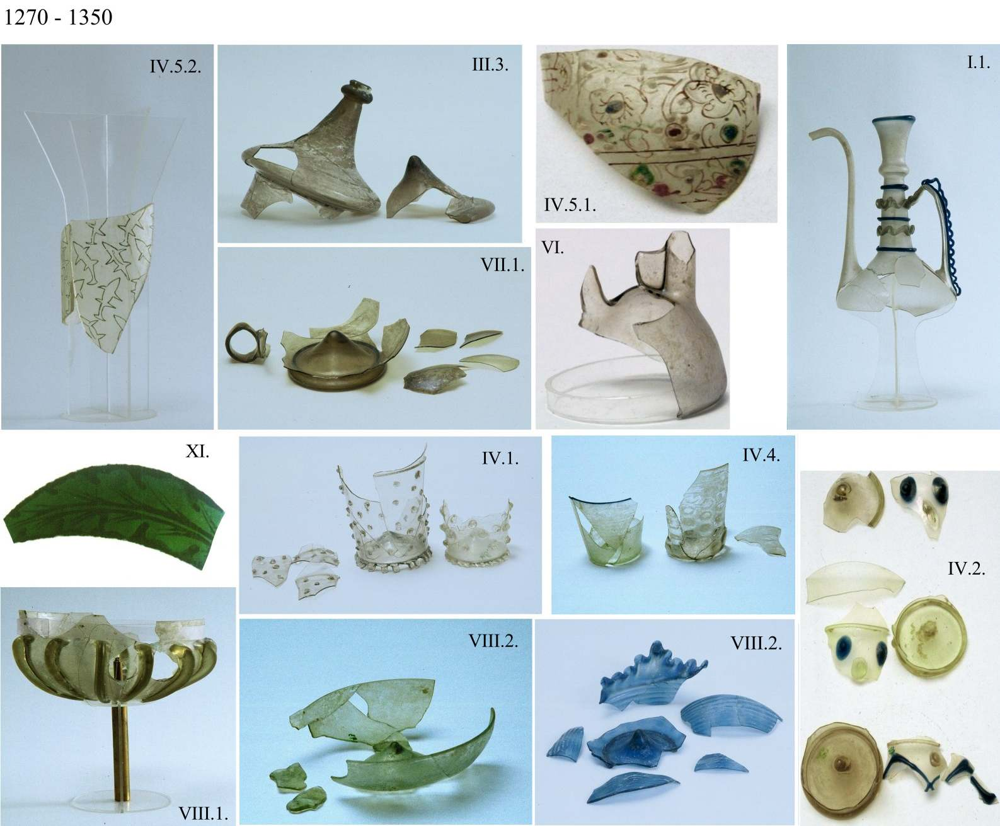 1270 - 1350
IV.5.2.
III.3.
IV.5.1.
I.1.
VII.1.
VI.
XI.
IV.1.
IV.4.
IV.2.
VIII.1.
VIII.2.
VIII.2.